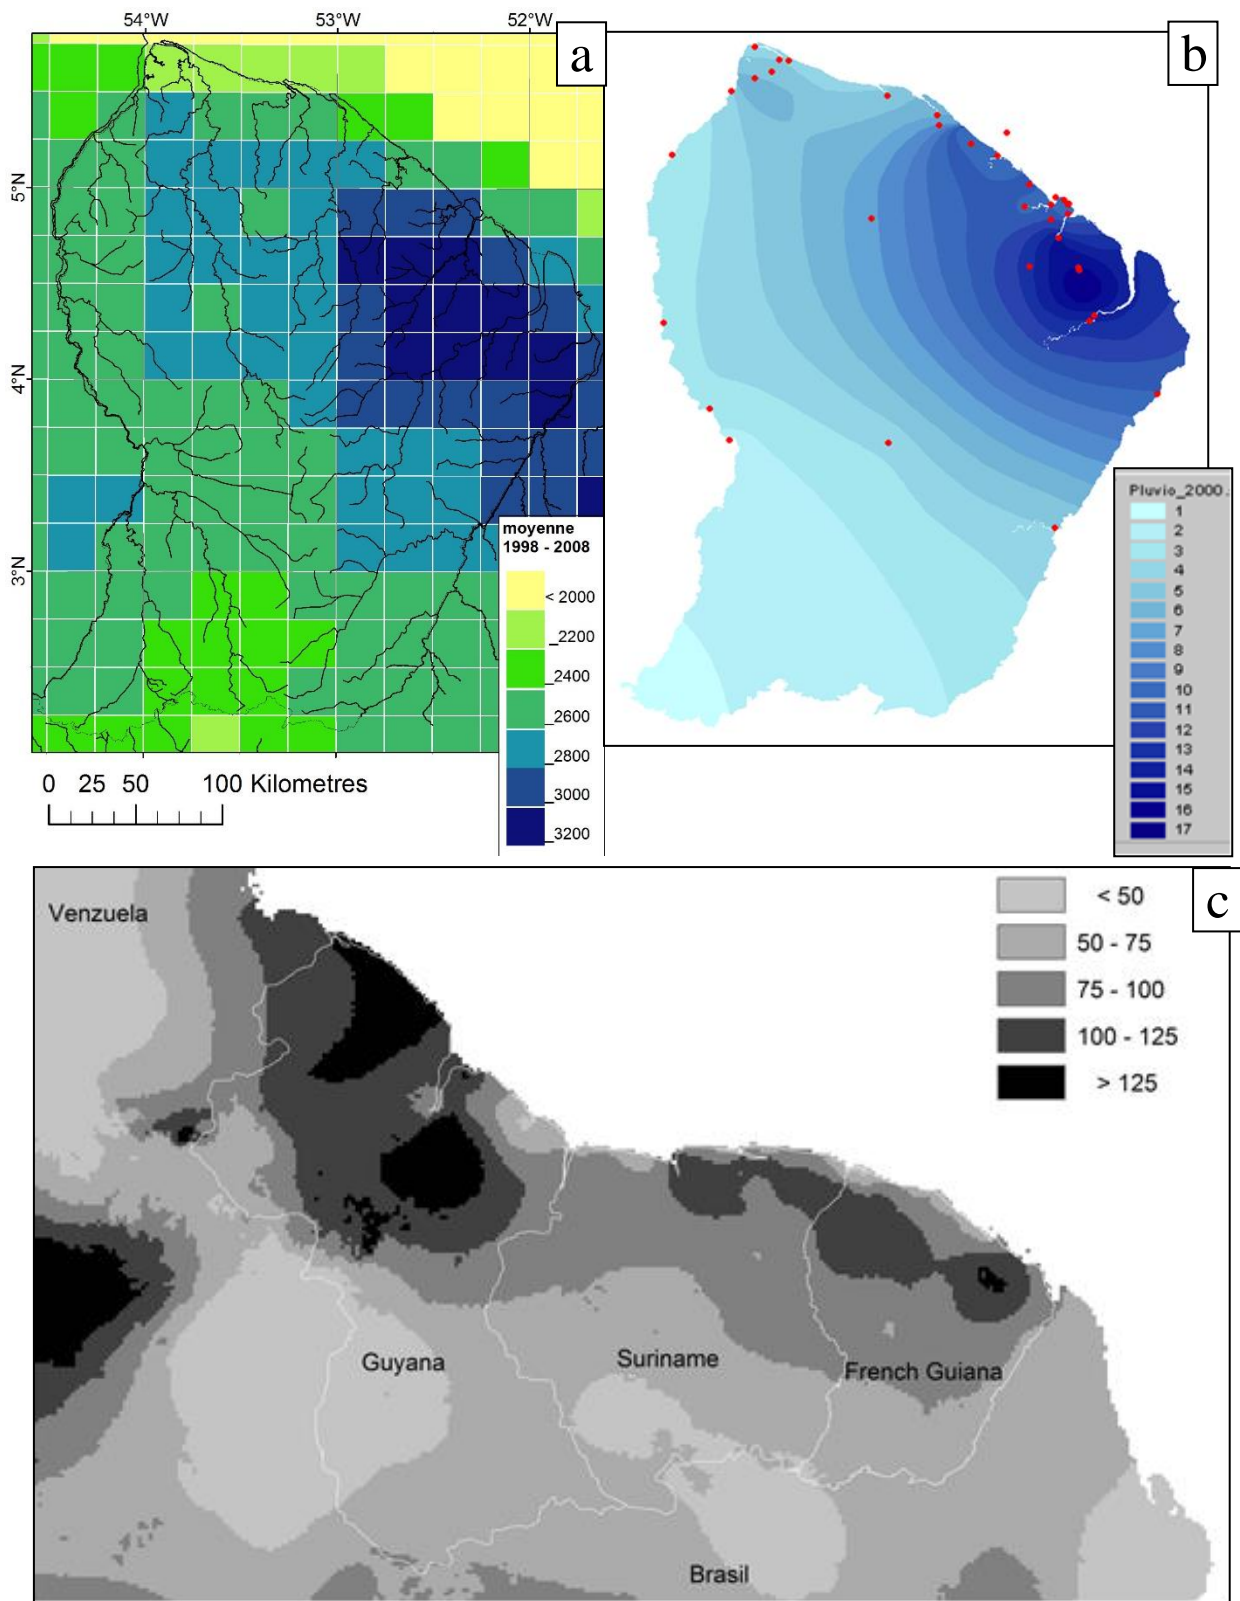 54°W 53°W 52°W
a
b
5°N
4°N
3°N
moyenne
1998 - 2008
< 2000
_2200
_2400
_2600
_2800
_3000
_3200
0 25 50 100 Kilometres
Pluvio_2000.
1
2
3
4
5
6
7
8
9
10
11
12
13
14
15
16
17
c
Venzuela
< 50
50 - 75
75 - 100
100 - 125
> 125
Guyana
Suriname
French Guiana
Brasil